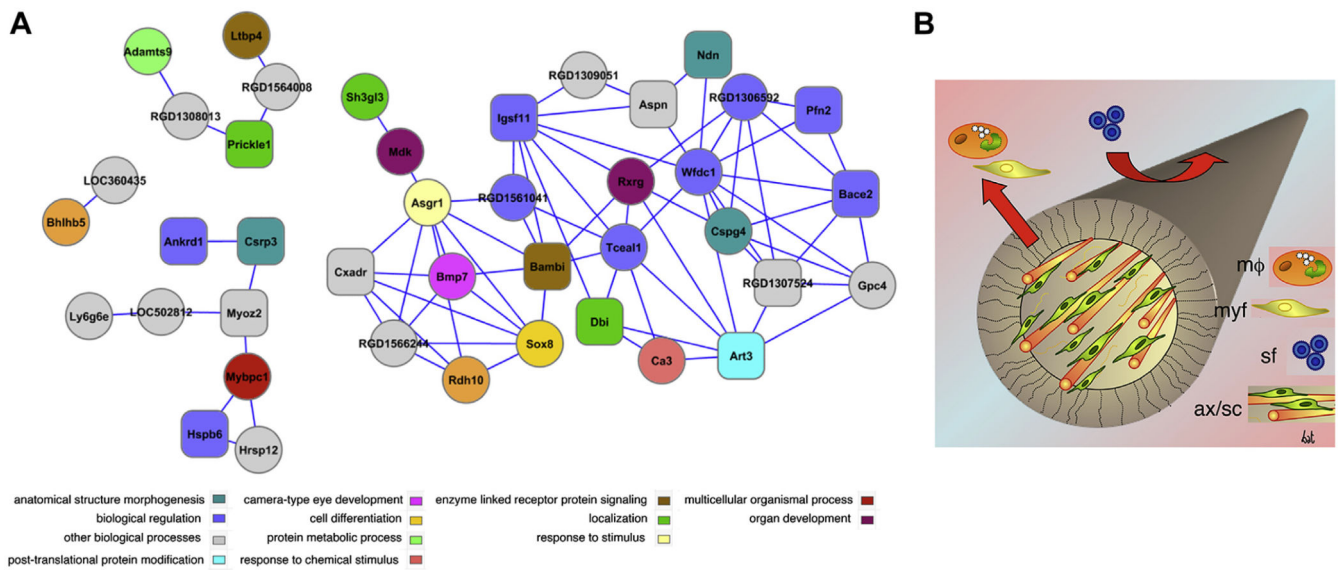 A
B
Ltbp4
Adamts9
RGD1564008
RGD1308013
Prickle1
LOC360435
Bhlhb5
Ankrd1
Csrp3
Ly6g6e
LOC502812
Myoz2
Mybpc1
Hspb6
Hrsp12
Sh3gl3
Mdk
Asgr1
Cxadr
Bmp7
RGD1566244
Rdh10
Sox8
Bambi
RGD1561041
Igsf11
RGD1309051
Aspn
Ndn
RGD1306592
Pfn2
Rxrg
Wfdc1
Bace2
Cspg4
Tceal1
RGD1307524
Gpc4
Dbi
Ca3
Art3
mϕ
myf
sf
ax/sc
anatomical structure morphogenesis
biological regulation
other biological processes
post-translational protein modification
camera-type eye development
cell differentiation
protein metabolic process
response to chemical stimulus
enzyme linked receptor protein signaling
localization
response to stimulus
multicellular organismal process
organ development